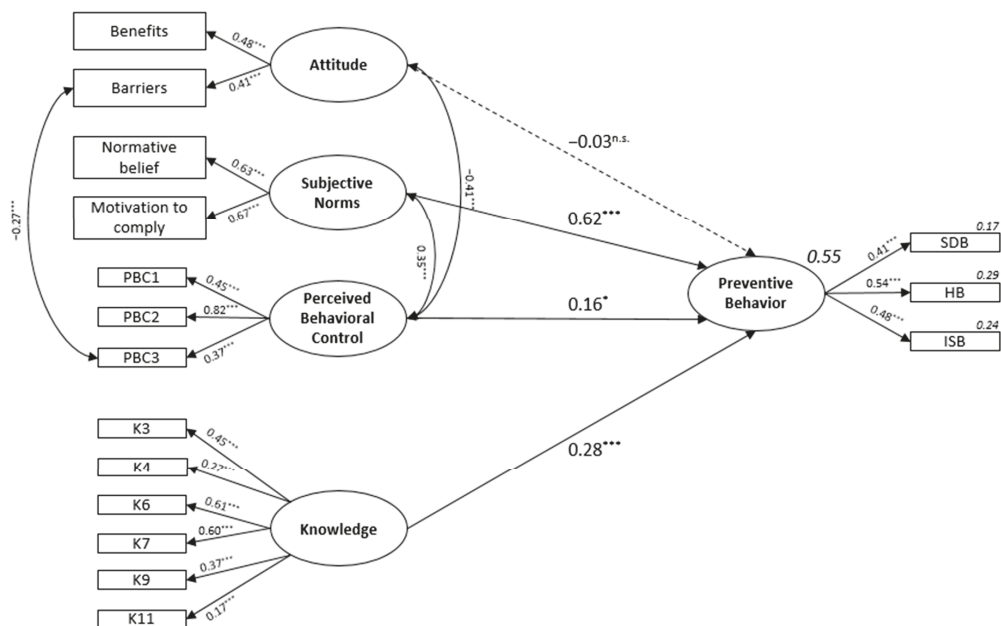 Benefits
0.48***
Attitude
Barriers
0.41***
Normative
belief
0.63***
Subjective
Norms
Motivation to
comply
0.67***
−0.27***
−0.41***
0.35***
PBC1
0.45***
PBC2
0.82***
Perceived
Behavioral
Control
PBC3
0.37***
K3
0.45***
K4
K6
0.61***
Knowledge
K7
0.60***
K9
0.37***
K11
0.17***
−0.03n.s.
0.62***
0.16*
0.28***
Preventive
Behavior
0.55
0.41***
0.17
SDB
0.54***
0.29
HB
0.48***
0.24
ISB